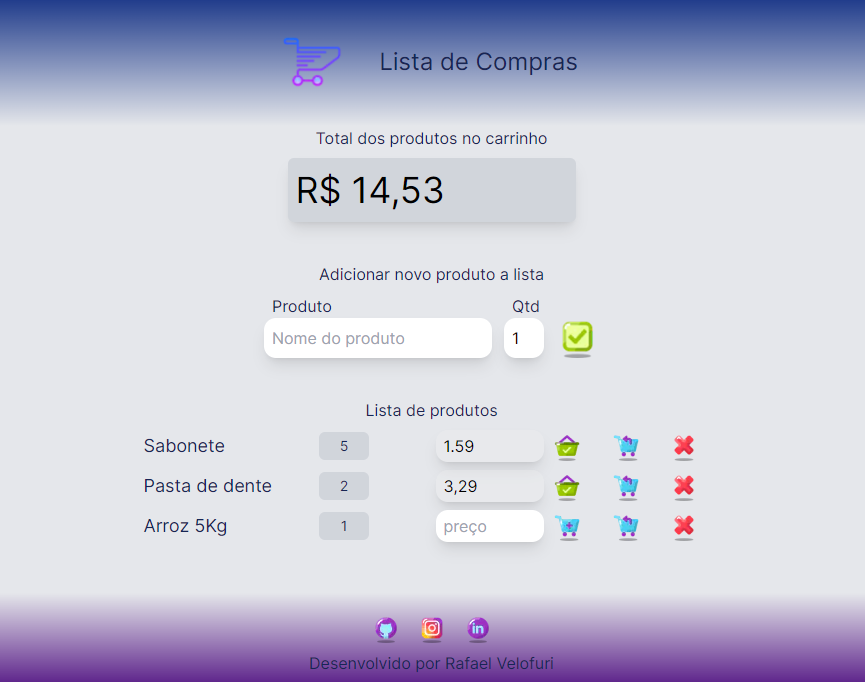 Lista de Compras
Total dos produtos no carrinho
R$ 14,53
Adicionar novo produto a lista
Produto Qtd
Nome do produto 1
Lista de produtos
Sabonete 5 1.59
Pasta de dente 2 3,29
Arroz 5Kg 1 preço
in
Desenvolvido por Rafael Velofuri